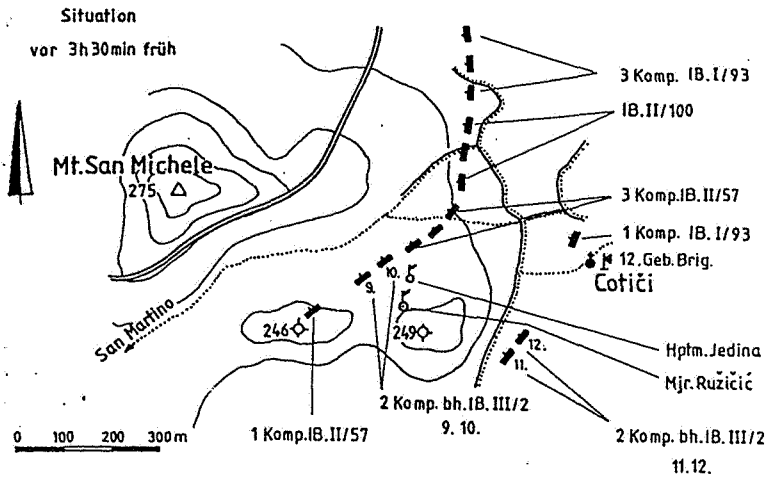 Situation
vor 3h30min früh
Mt.San Michele
275
3 Komp. IB.I/93
IB.II/100
3 Komp.IB.II/57
1 Komp IB.I/93
12.Geb.Brig.
Cotiči
San Martino
9.
10.
246
249
12.
11.
Hptm.Jedina
Mjr.Ružičić
0 100 200 300m
1 Komp.IB.II/57
2 Komp bh.IB.III/2
9. 10.
2 Komp. bh.IB.III/2
11.12.